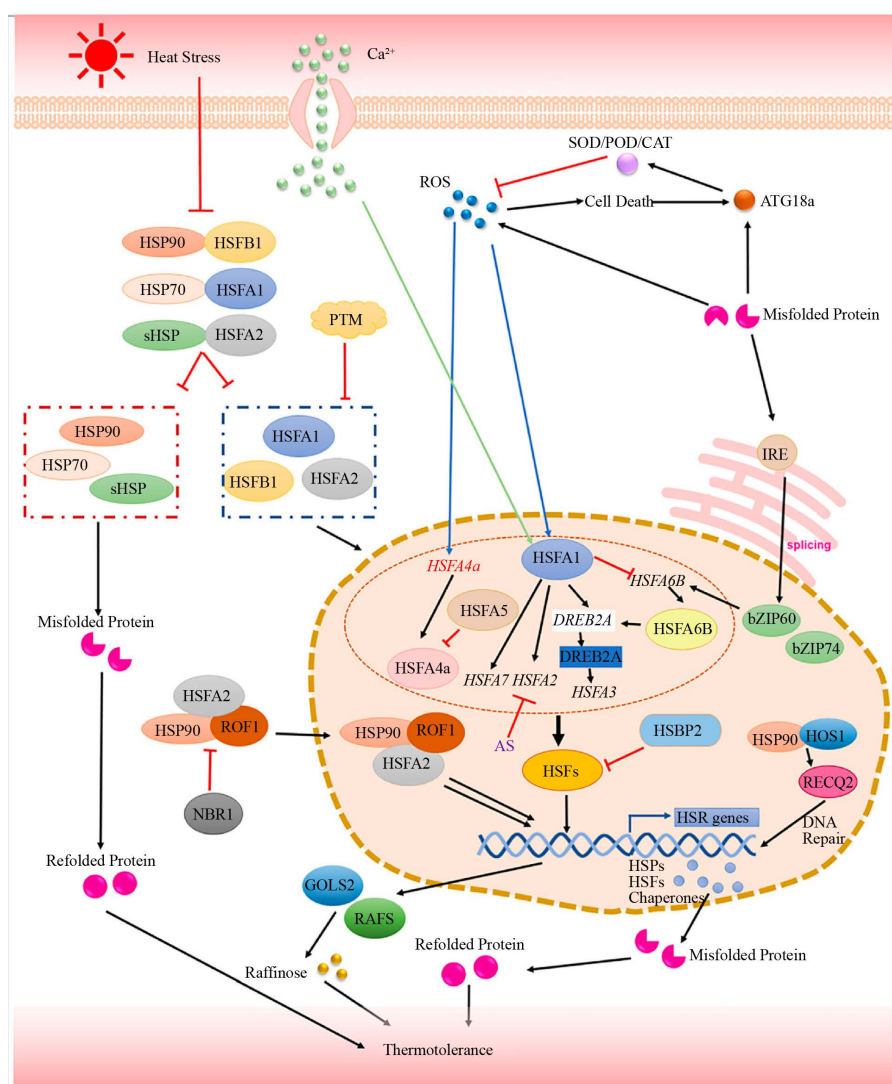 Heat Stress
Ca²⁺
SOD/POD/CAT
ROS
Cell Death
ATG18a
HSP90
HSFB1
HSP70
HSFA1
sHSP
HSFA2
PTM
Misfolded Protein
HSP90
HSP70
sHSP
HSFA1
HSFB1
HSFA2
IRE
splicing
HSFA4a
HSFA1
HSFA6B
HSFA5
DREB2A
HSFA6B
bZIP60
bZIP74
HSFA4a
DREB2A
HSFA7
HSFA2
HSFA3
Misfolded Protein
HSFA2
HSP90
ROF1
HSP90
ROF1
HSFA2
AS
HSFs
HSBP2
HSP90
HOS1
RECQ2
NBR1
HSR genes
DNA
Repair
Refolded Protein
HSPs
HSFs
Chaperones
GOLS2
RAFS
Raffinose
Refolded Protein
Misfolded Protein
Thermotolerance